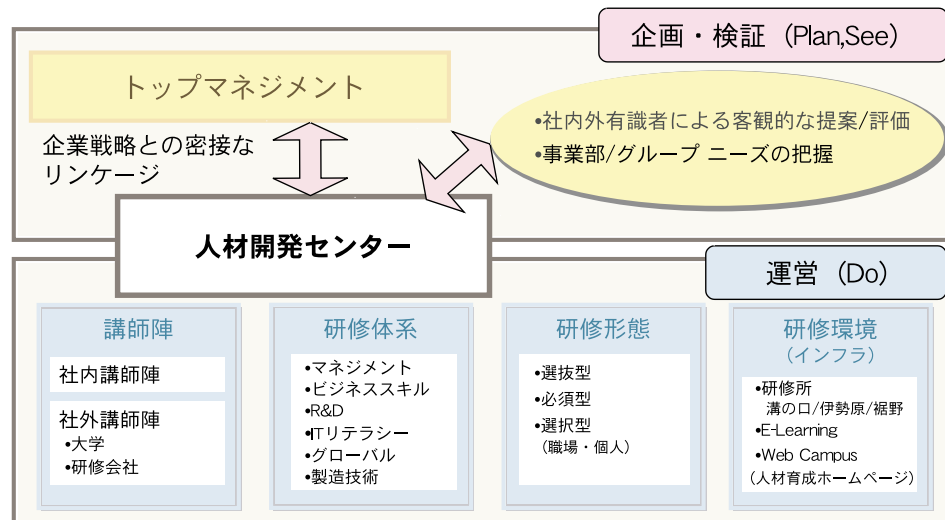 企画・検証（Plan,See）
トップマネジメント
企業戦略との密接な
リンケージ
•社内外有識者による客観的な提案/評価
•事業部/グループ ニーズの把握
人材開発センター
運営（Do）
講師陣
社内講師陣
社外講師陣
•大学
•研修会社
研修体系
•マネジメント
•ビジネススキル
•R&D
•ITリテラシー
•グローバル
•製造技術
研修形態
•選抜型
•必須型
•選択型
（職場・個人）
研修環境
（インフラ）
•研修所
溝の口/伊勢原/裾野
•E-Learning
•Web Campus
（人材育成ホームページ）